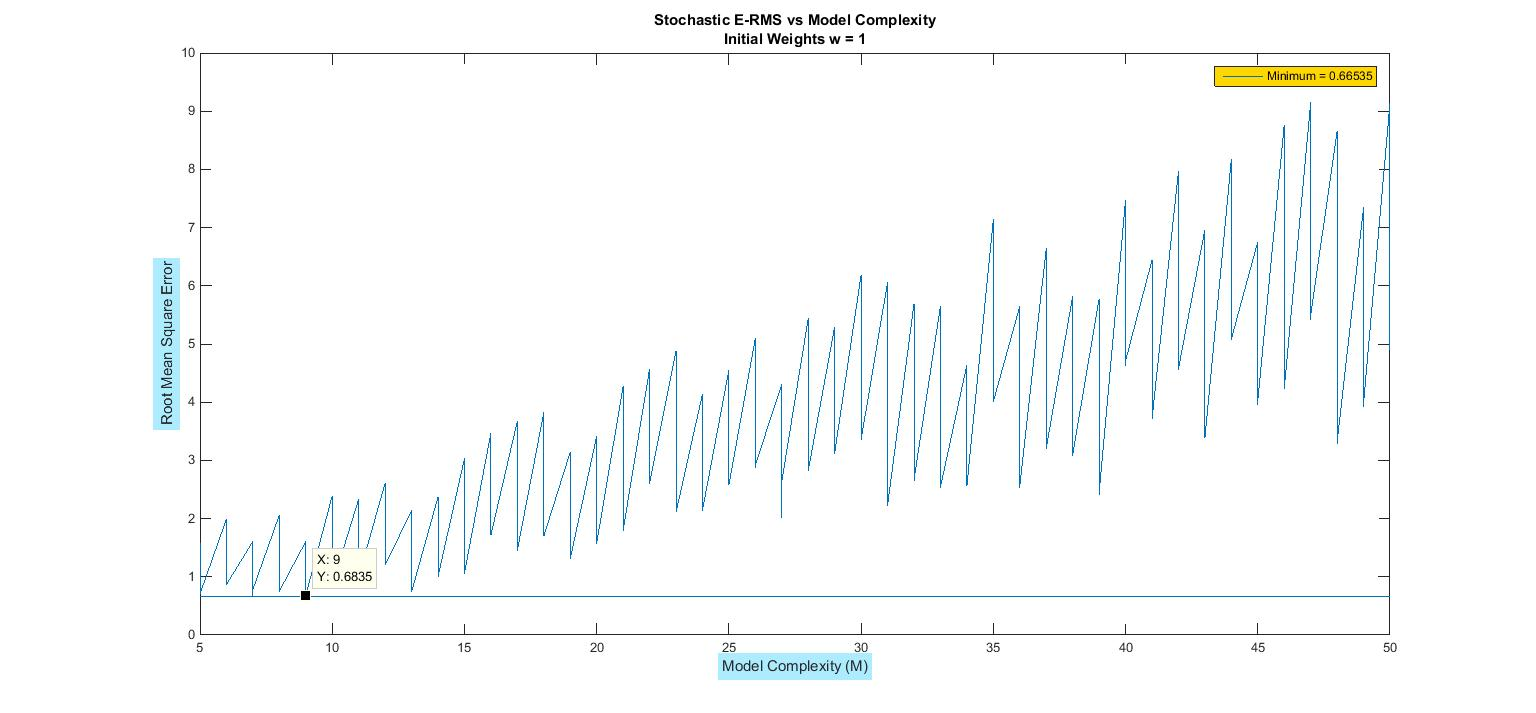 Stochastic E-RMS vs Model Complexity
Initial Weights w = 1
10
9
8
7
6
5
4
3
2
1
0
Root Mean Square Error
Minimum = 0.66535
X: 9
Y: 0.6835
5 10 15 20 25 30 35 40 45 50
Model Complexity (M)